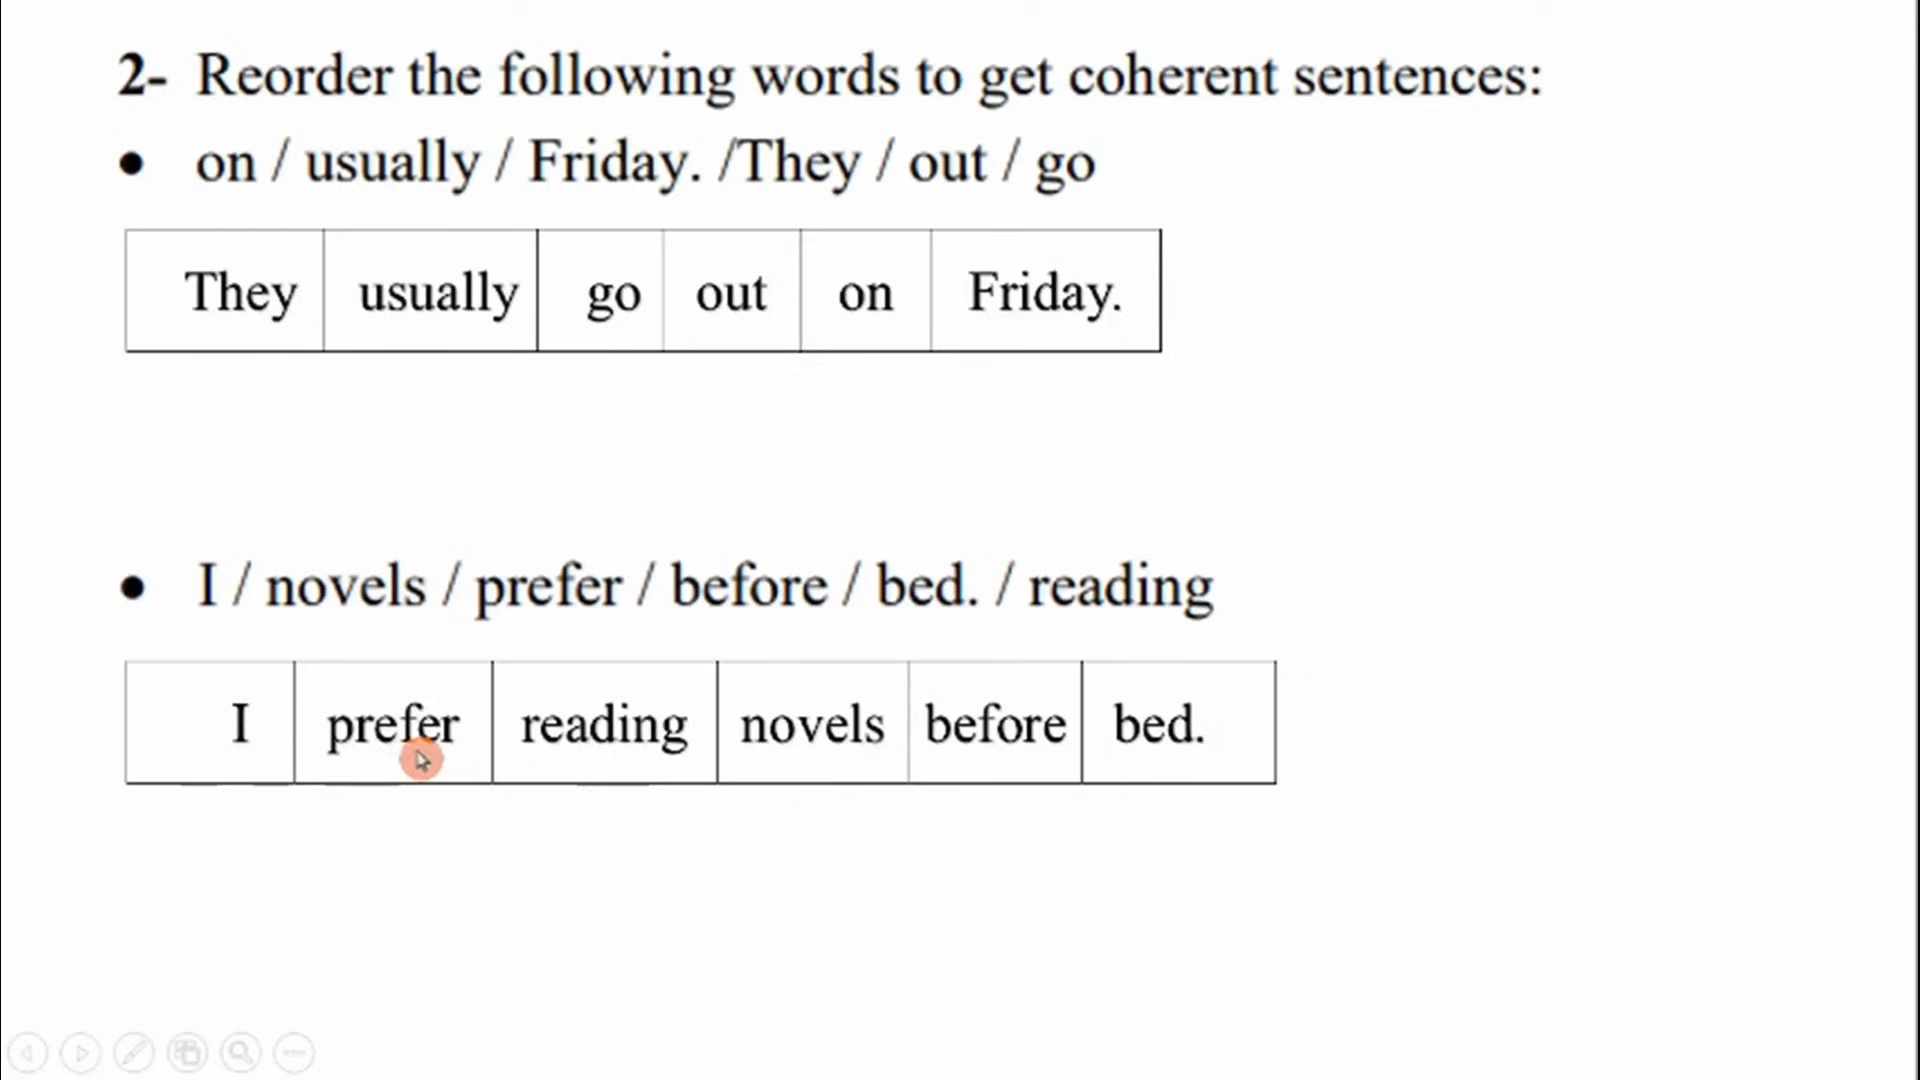 2- Reorder the following words to get coherent sentences:
● on / usually / Friday. /They / out / go
They usually go out on Friday.
● I / novels / prefer / before / bed. / reading
I prefer reading novels before bed.